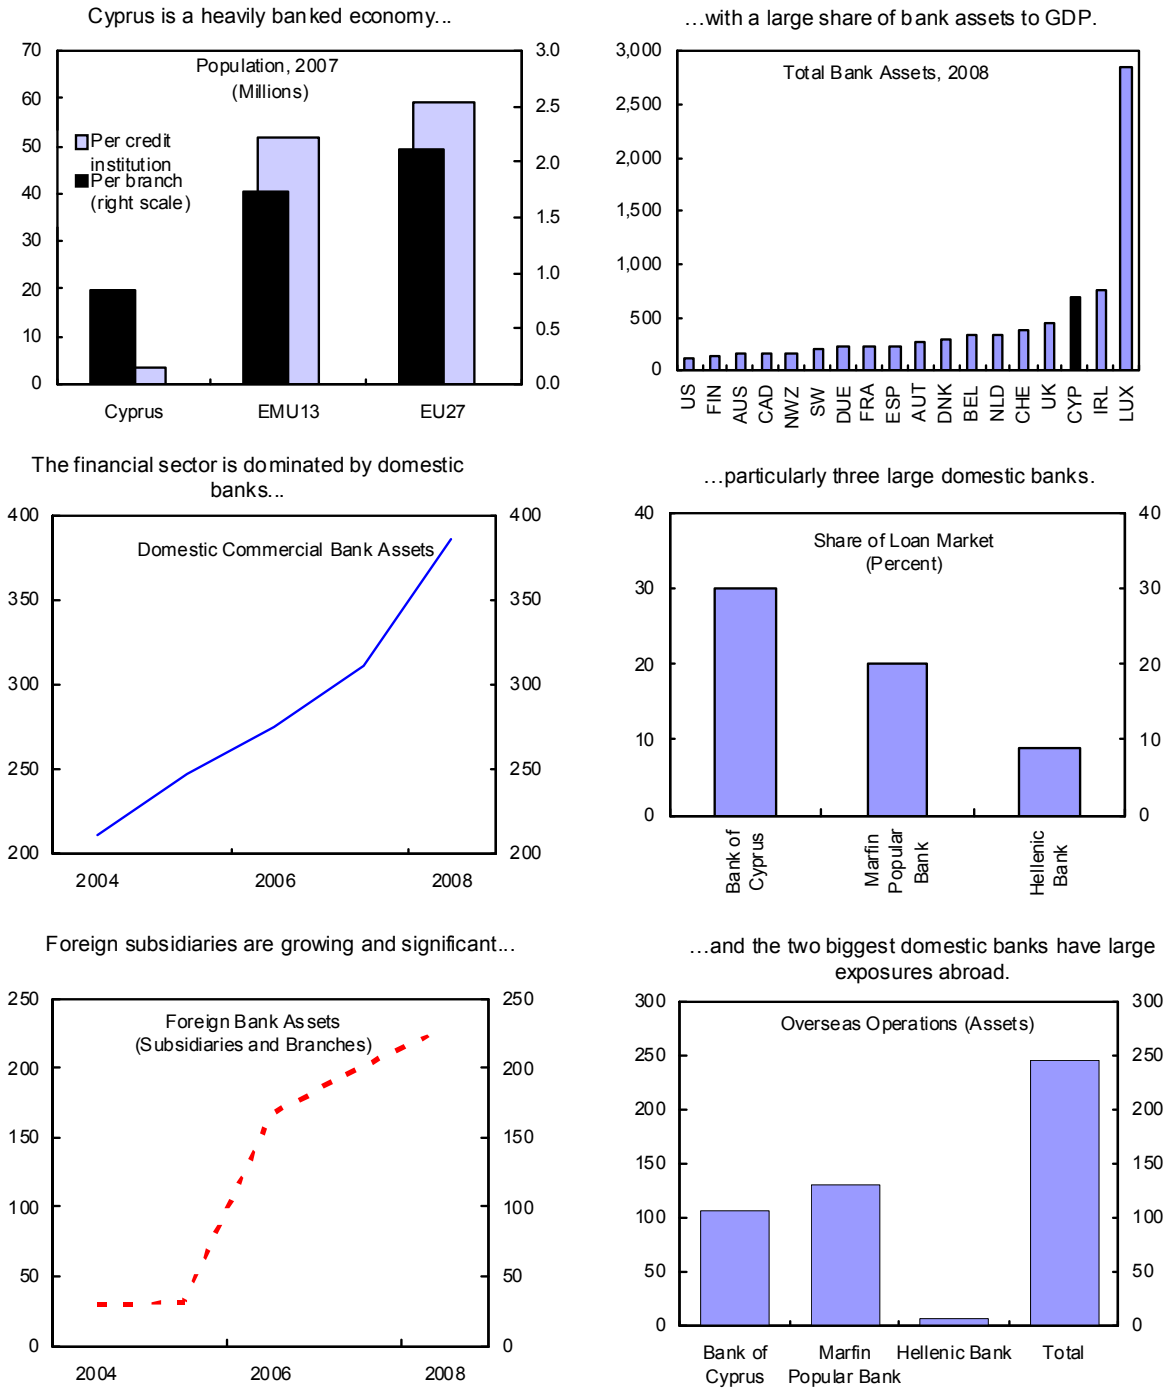 Cyprus is a heavily banked economy...
70
60
50
40
30
20
10
0
3.0
2.5
2.0
1.5
1.0
0.5
0.0
Population, 2007
(Millions)
Per credit
institution
Per branch
(right scale)
Cyprus
EMU13
EU27
...with a large share of bank assets to GDP.
3,000
2,500
2,000
1,500
1,000
500
0
Total Bank Assets, 2008
US
FIN
AUS
CAD
NWZ
SW
DUE
FRA
ESP
AUT
DNK
BEL
NLD
CHE
UK
CYP
IRL
LUX
The financial sector is dominated by domestic
banks...
400
350
300
250
200
400
350
300
250
200
Domestic Commercial Bank Assets
2004
2006
2008
...particularly three large domestic banks.
40
30
20
10
0
40
30
20
10
0
Share of Loan Market
(Percent)
Bank of
Cyprus
Marfin
Popular
Bank
Hellenic
Bank
Foreign subsidiaries are growing and significant...
250
200
150
100
50
0
250
200
150
100
50
0
Foreign Bank Assets
(Subsidiaries and Branches)
2004
2006
2008
...and the two biggest domestic banks have large
exposures abroad.
300
250
200
150
100
50
0
300
250
200
150
100
50
0
Overseas Operations (Assets)
Bank of
Cyprus
Marfin
Popular Bank
Hellenic Bank
Total